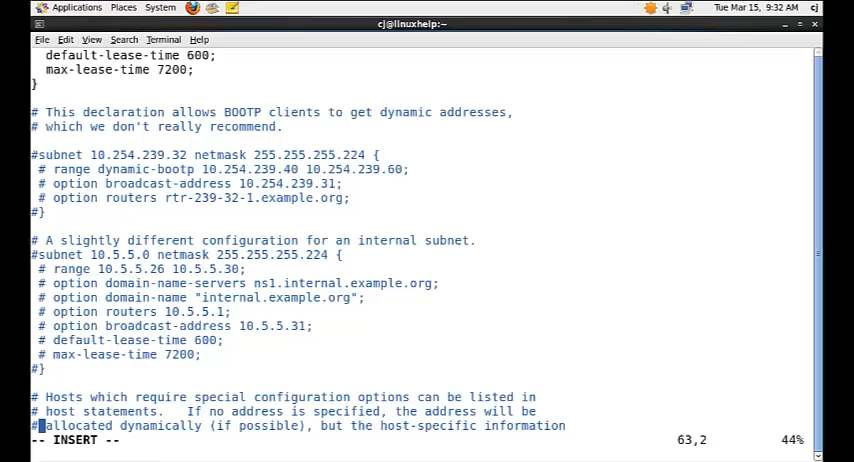 Applications Places System Tue Mar 15, 9:32 AM cj
cj@linuxhelp:~
File Edit View Search Terminal Help
default-lease-time 600;
max-lease-time 7200;
}
# This declaration allows BOOTP clients to get dynamic addresses,
# which we don't really recommend.
#subnet 10.254.239.32 netmask 255.255.255.224 {
# range dynamic-bootp 10.254.239.40 10.254.239.60;
# option broadcast-address 10.254.239.31;
# option routers rtr-239-32-1.example.org;
#}
# A slightly different configuration for an internal subnet.
#subnet 10.5.5.0 netmask 255.255.255.224 {
# range 10.5.5.26 10.5.5.30;
# option domain-name-servers ns1.internal.example.org;
# option domain-name "internal.example.org";
# option routers 10.5.5.1;
# option broadcast-address 10.5.5.31;
# default-lease-time 600;
# max-lease-time 7200;
#}
# Hosts which require special configuration options can be listed in
# host statements.   If no address is specified, the address will be
# allocated dynamically (if possible), but the host-specific information
-- INSERT -- 63,2 44%